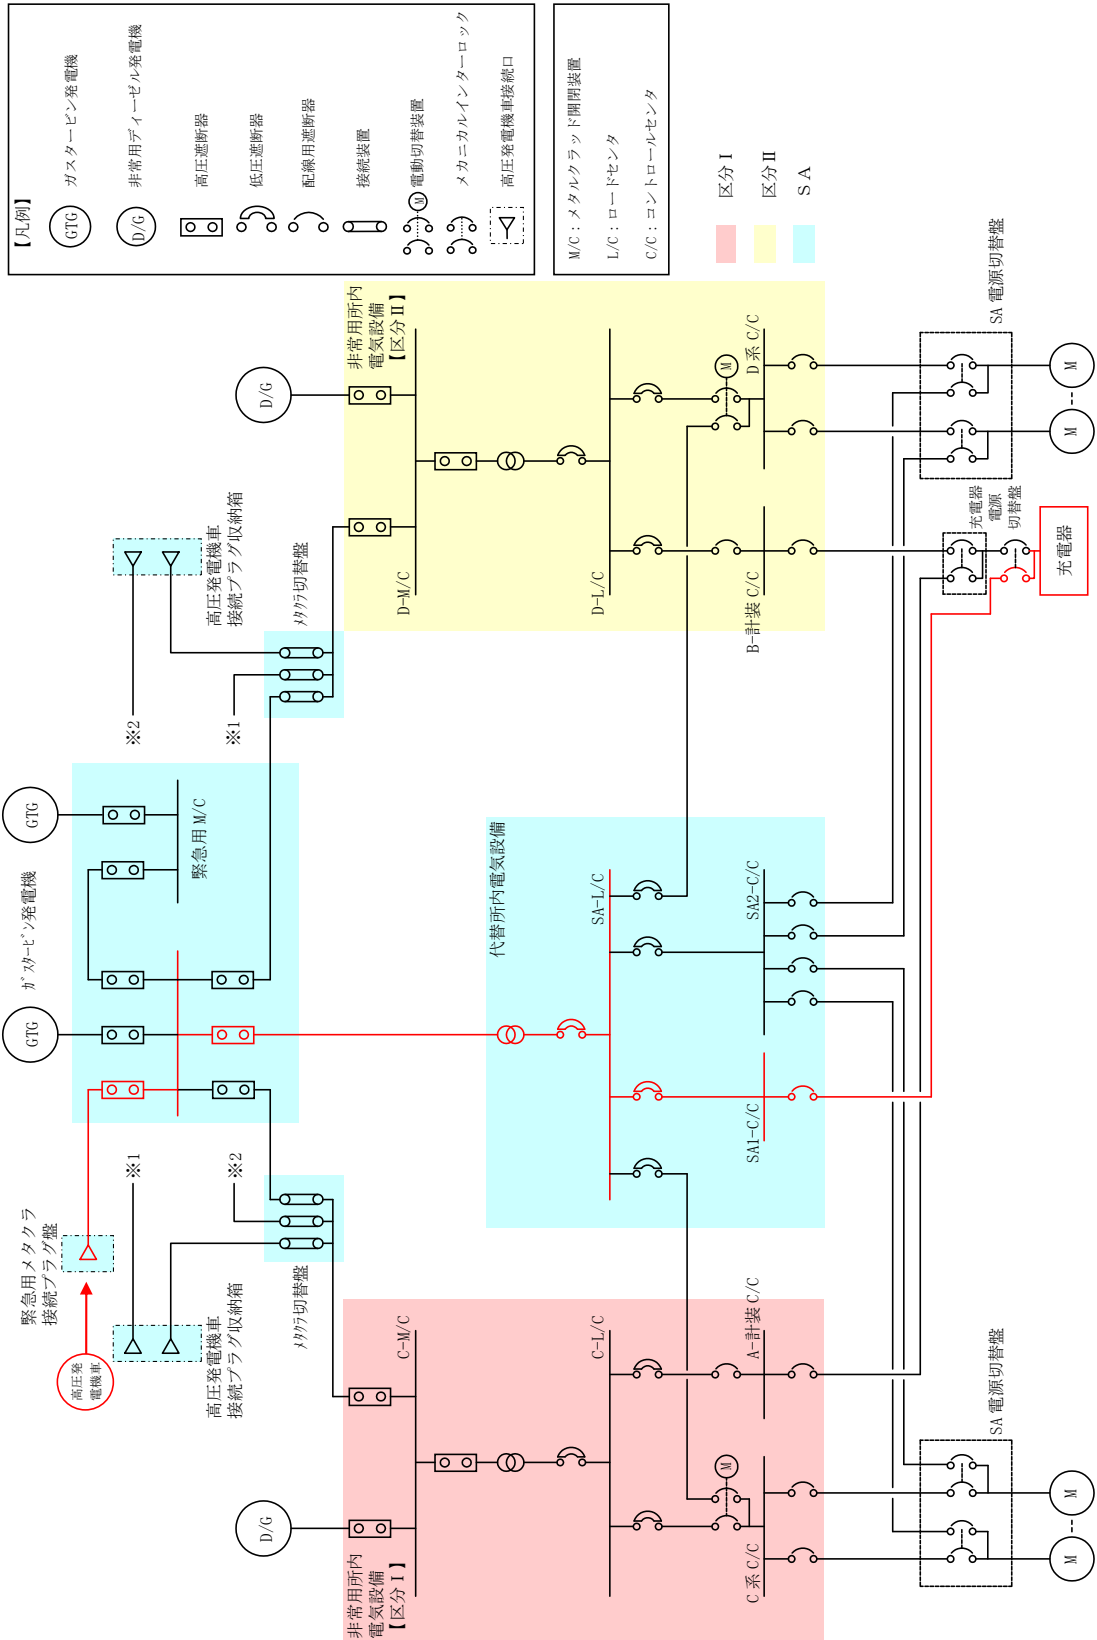 【凡例】
GTG
ガスタービン発電機
D/G
非常用ディーゼル発電機
高圧遮断器
低圧遮断器
配線用遮断器
接続装置
M
電動切替装置
メカニカルインターロック
高圧発電機車接続口
M/C：メタルクラッド開閉装置
L/C：ロードセンタ
C/C：コントロールセンタ
区分Ⅰ
区分Ⅱ
ＳＡ
緊急用メタクラ
接続プラグ盤
高圧発
電機車
※1
※2
高圧発電機車
接続プラグ収納箱
ﾒﾀｸﾗ切替盤
GTG
ｶﾞｽﾀｰﾋﾞﾝ発電機
GTG
緊急用 M/C
※2
※1
高圧発電機車
接続プラグ収納箱
ﾒﾀｸﾗ切替盤
D/G
非常用所内
電気設備
【区分Ⅰ】
C-M/C
C-L/C
C 系 C/C
M
A-計装 C/C
代替所内電気設備
SA-L/C
SA1-C/C
SA2-C/C
D/G
非常用所内
電気設備
【区分Ⅱ】
D-M/C
D-L/C
B-計装 C/C
M
D 系 C/C
SA 電源切替盤
M
M
充電器
電源
切替盤
充電器
SA 電源切替盤
M
M